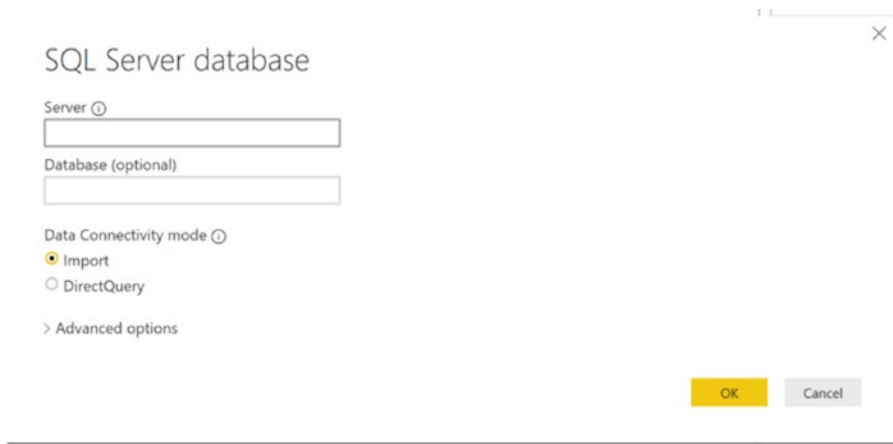 SQL Server database
Server
Database (optional)
Data Connectivity mode
Import
DirectQuery
Advanced options
OK Cancel